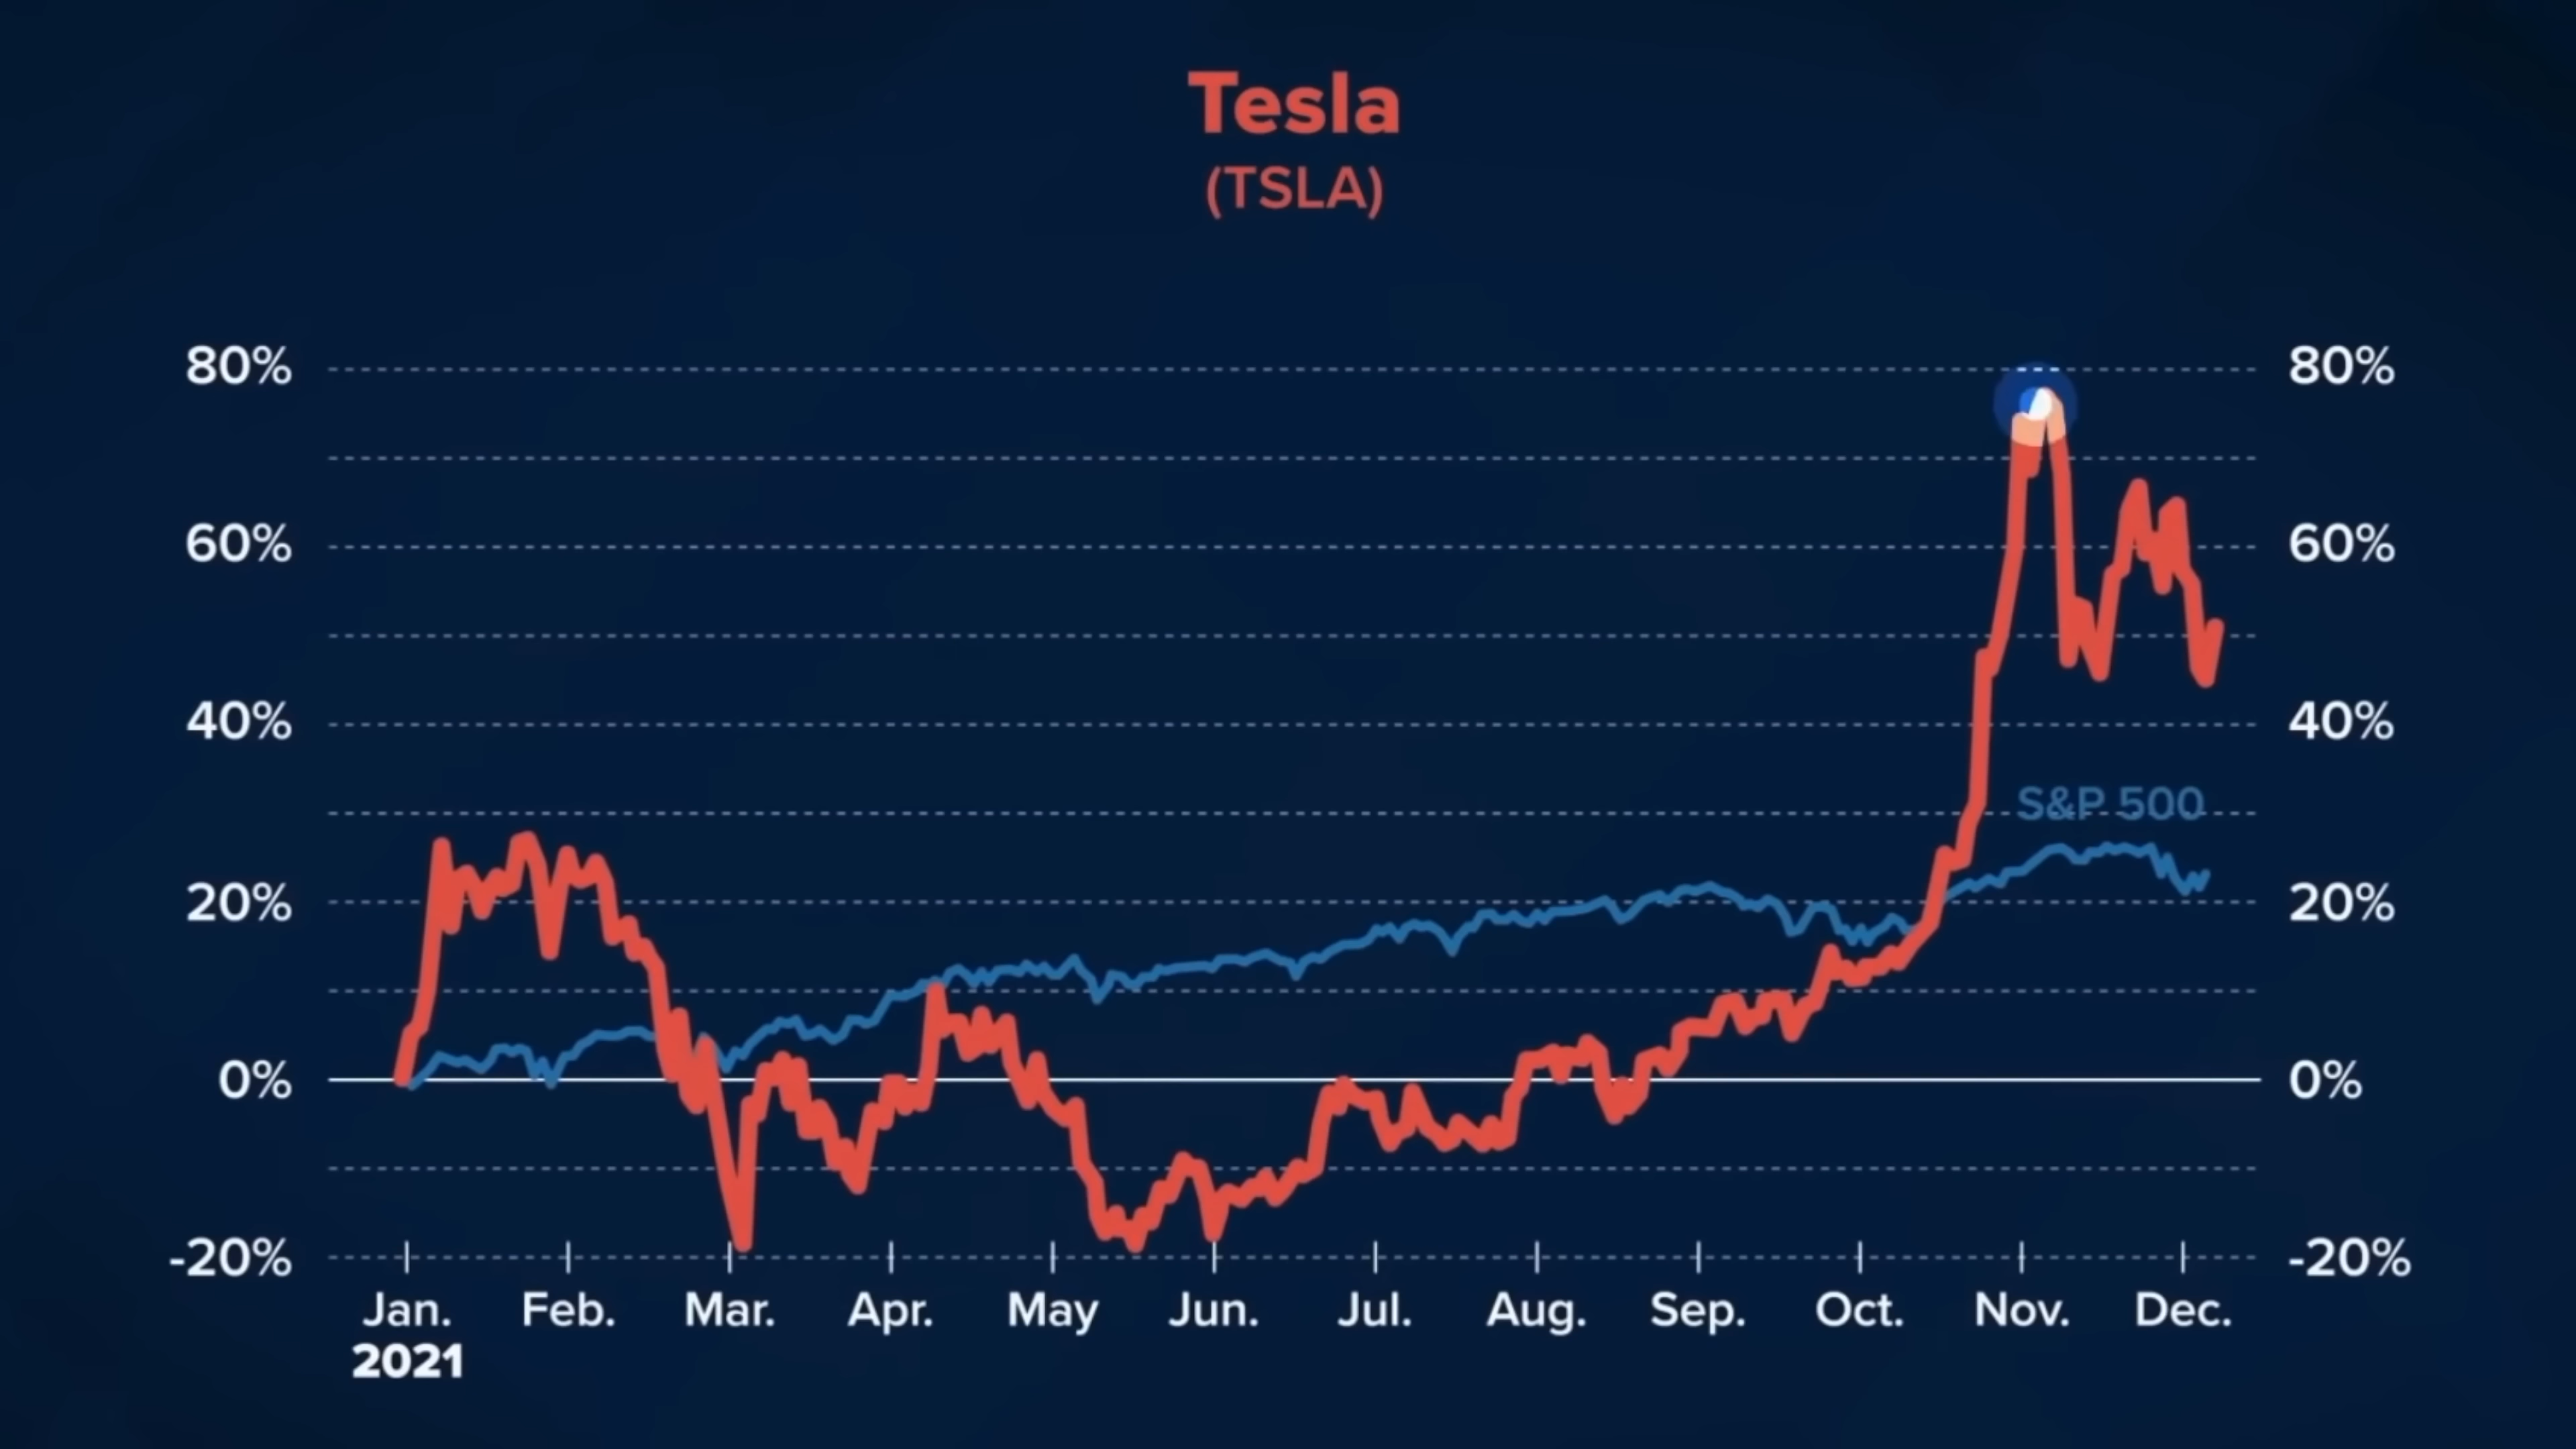 Tesla
(TSLA)
80% 80%
60% 60%
40% 40%
S&P 500
20% 20%
0% 0%
-20% -20%
Jan. Feb. Mar. Apr. May Jun. Jul. Aug. Sep. Oct. Nov. Dec.
2021